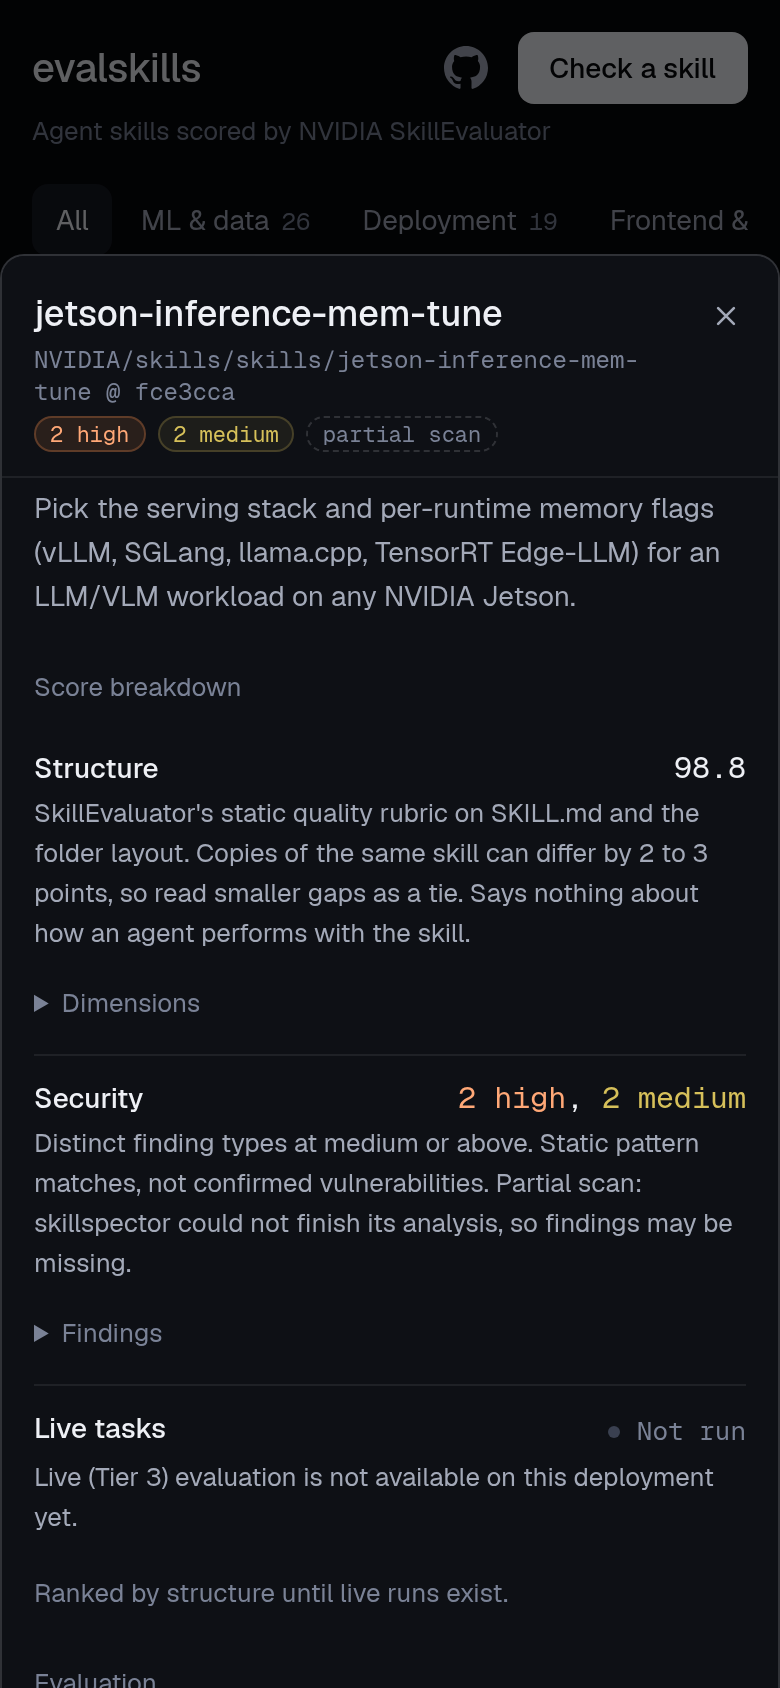 evalskills
Check a skill
Agent skills scored by NVIDIA SkillEvaluator
All ML & data 26 Deployment 19 Frontend &
jetson-inference-mem-tune
NVIDIA/skills/skills/jetson-inference-mem-
tune @ fce3cca
2 high 2 medium partial scan
Pick the serving stack and per-runtime memory flags
(vLLM, SGLang, llama.cpp, TensorRT Edge-LLM) for an
LLM/VLM workload on any NVIDIA Jetson.
Score breakdown
Structure 98.8
SkillEvaluator's static quality rubric on SKILL.md and the
folder layout. Copies of the same skill can differ by 2 to 3
points, so read smaller gaps as a tie. Says nothing about
how an agent performs with the skill.
Dimensions
Security 2 high, 2 medium
Distinct finding types at medium or above. Static pattern
matches, not confirmed vulnerabilities. Partial scan:
skillspector could not finish its analysis, so findings may be
missing.
Findings
Live tasks Not run
Live (Tier 3) evaluation is not available on this deployment
yet.
Ranked by structure until live runs exist.
Evaluation